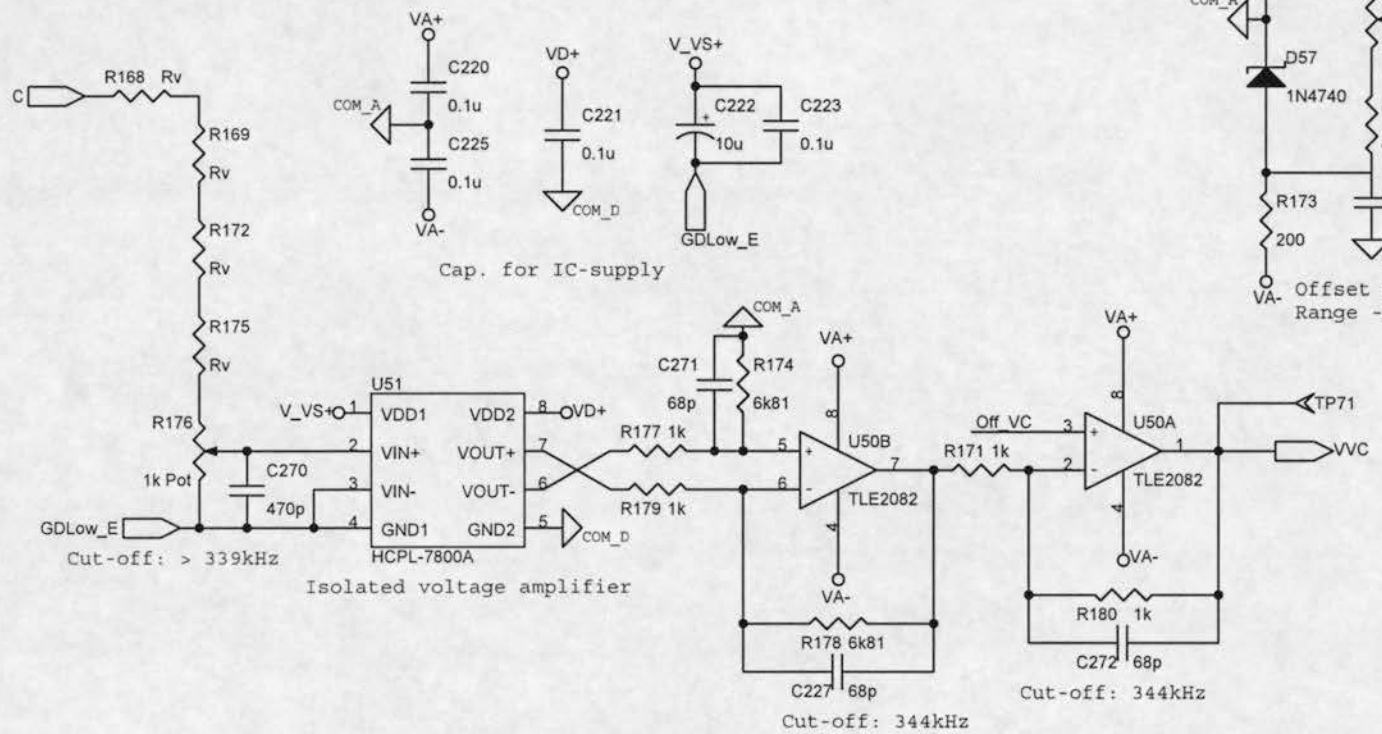 C
R168 Rv
R169
Rv
R172
Rv
R175
Rv
R176
1k Pot
GDLow_E
Cut-off: > 339kHz
C270
470p
VA+
C220
0.1u
COM_A
C225
0.1u
VA-
VD+
C221
0.1u
COM_D
V_VS+
C222
10u
+
C223
0.1u
GDLow_E
Cap. for IC-supply
U51
V_VS+ 1 VDD1 VDD2 8 VD+
2 VIN+ VOUT+ 7
3 VIN- VOUT- 6
4 GND1 GND2 5 COM_D
HCPL-7800A
Isolated voltage amplifier
COM_A
C271
68p
R174
6k81
R177 1k
R179 1k
VA+
8
5 +
6 -
U50B
7
TLE2082
4
VA-
R178 6k81
C227 68p
Cut-off: 344kHz
R171 1k
Off_VC
VA+
8
3 +
2 -
U50A
1
TLE2082
4
VA-
TP71
VVC
R180 1k
C272 68p
Cut-off: 344kHz
COM_A
D57
1N4740
R173
200
VA-
Offset
Range -